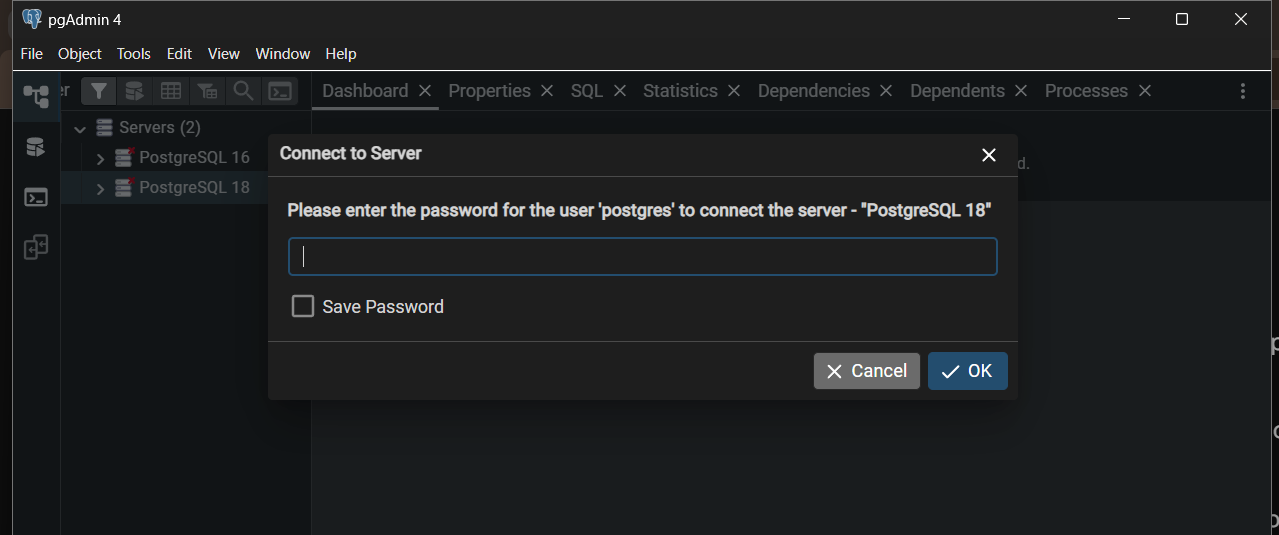 pgAdmin 4
File Object Tools Edit View Window Help
er
Dashboard Properties SQL Statistics Dependencies Dependents Processes
Servers (2)
PostgreSQL 16
PostgreSQL 18
Connect to Server
d.
Please enter the password for the user 'postgres' to connect the server - "PostgreSQL 18"
Save Password
Cancel OK